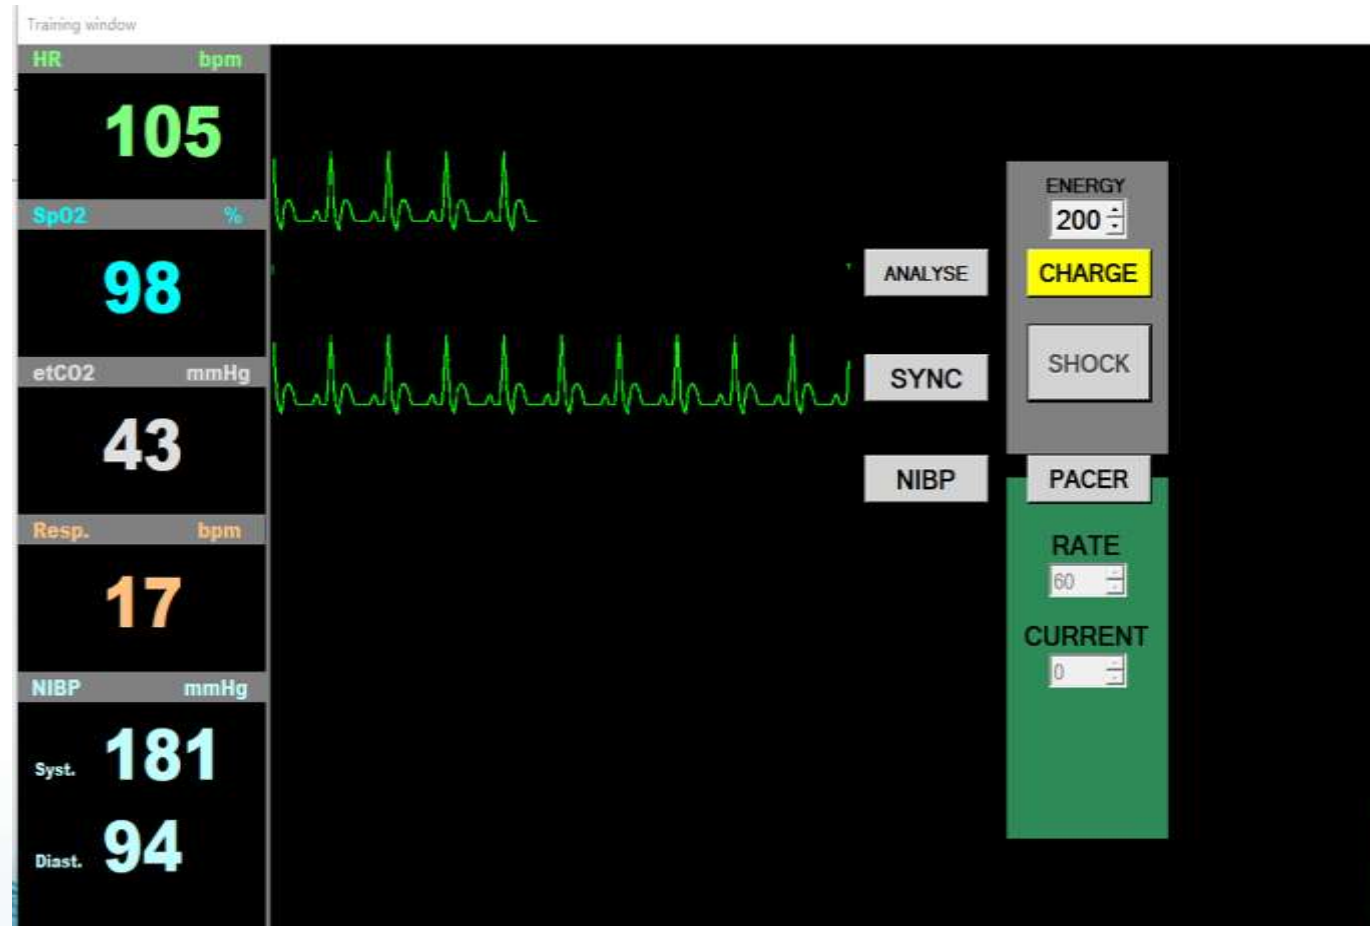 Training window
HR bpm
105
SpO2 %
98
etCO2 mmHg
43
Resp. bpm
17
NIBP mmHg
Syst. 181
Diast. 94
ANALYSE
SYNC
NIBP
ENERGY
200
CHARGE
SHOCK
PACER
RATE
60
CURRENT
0